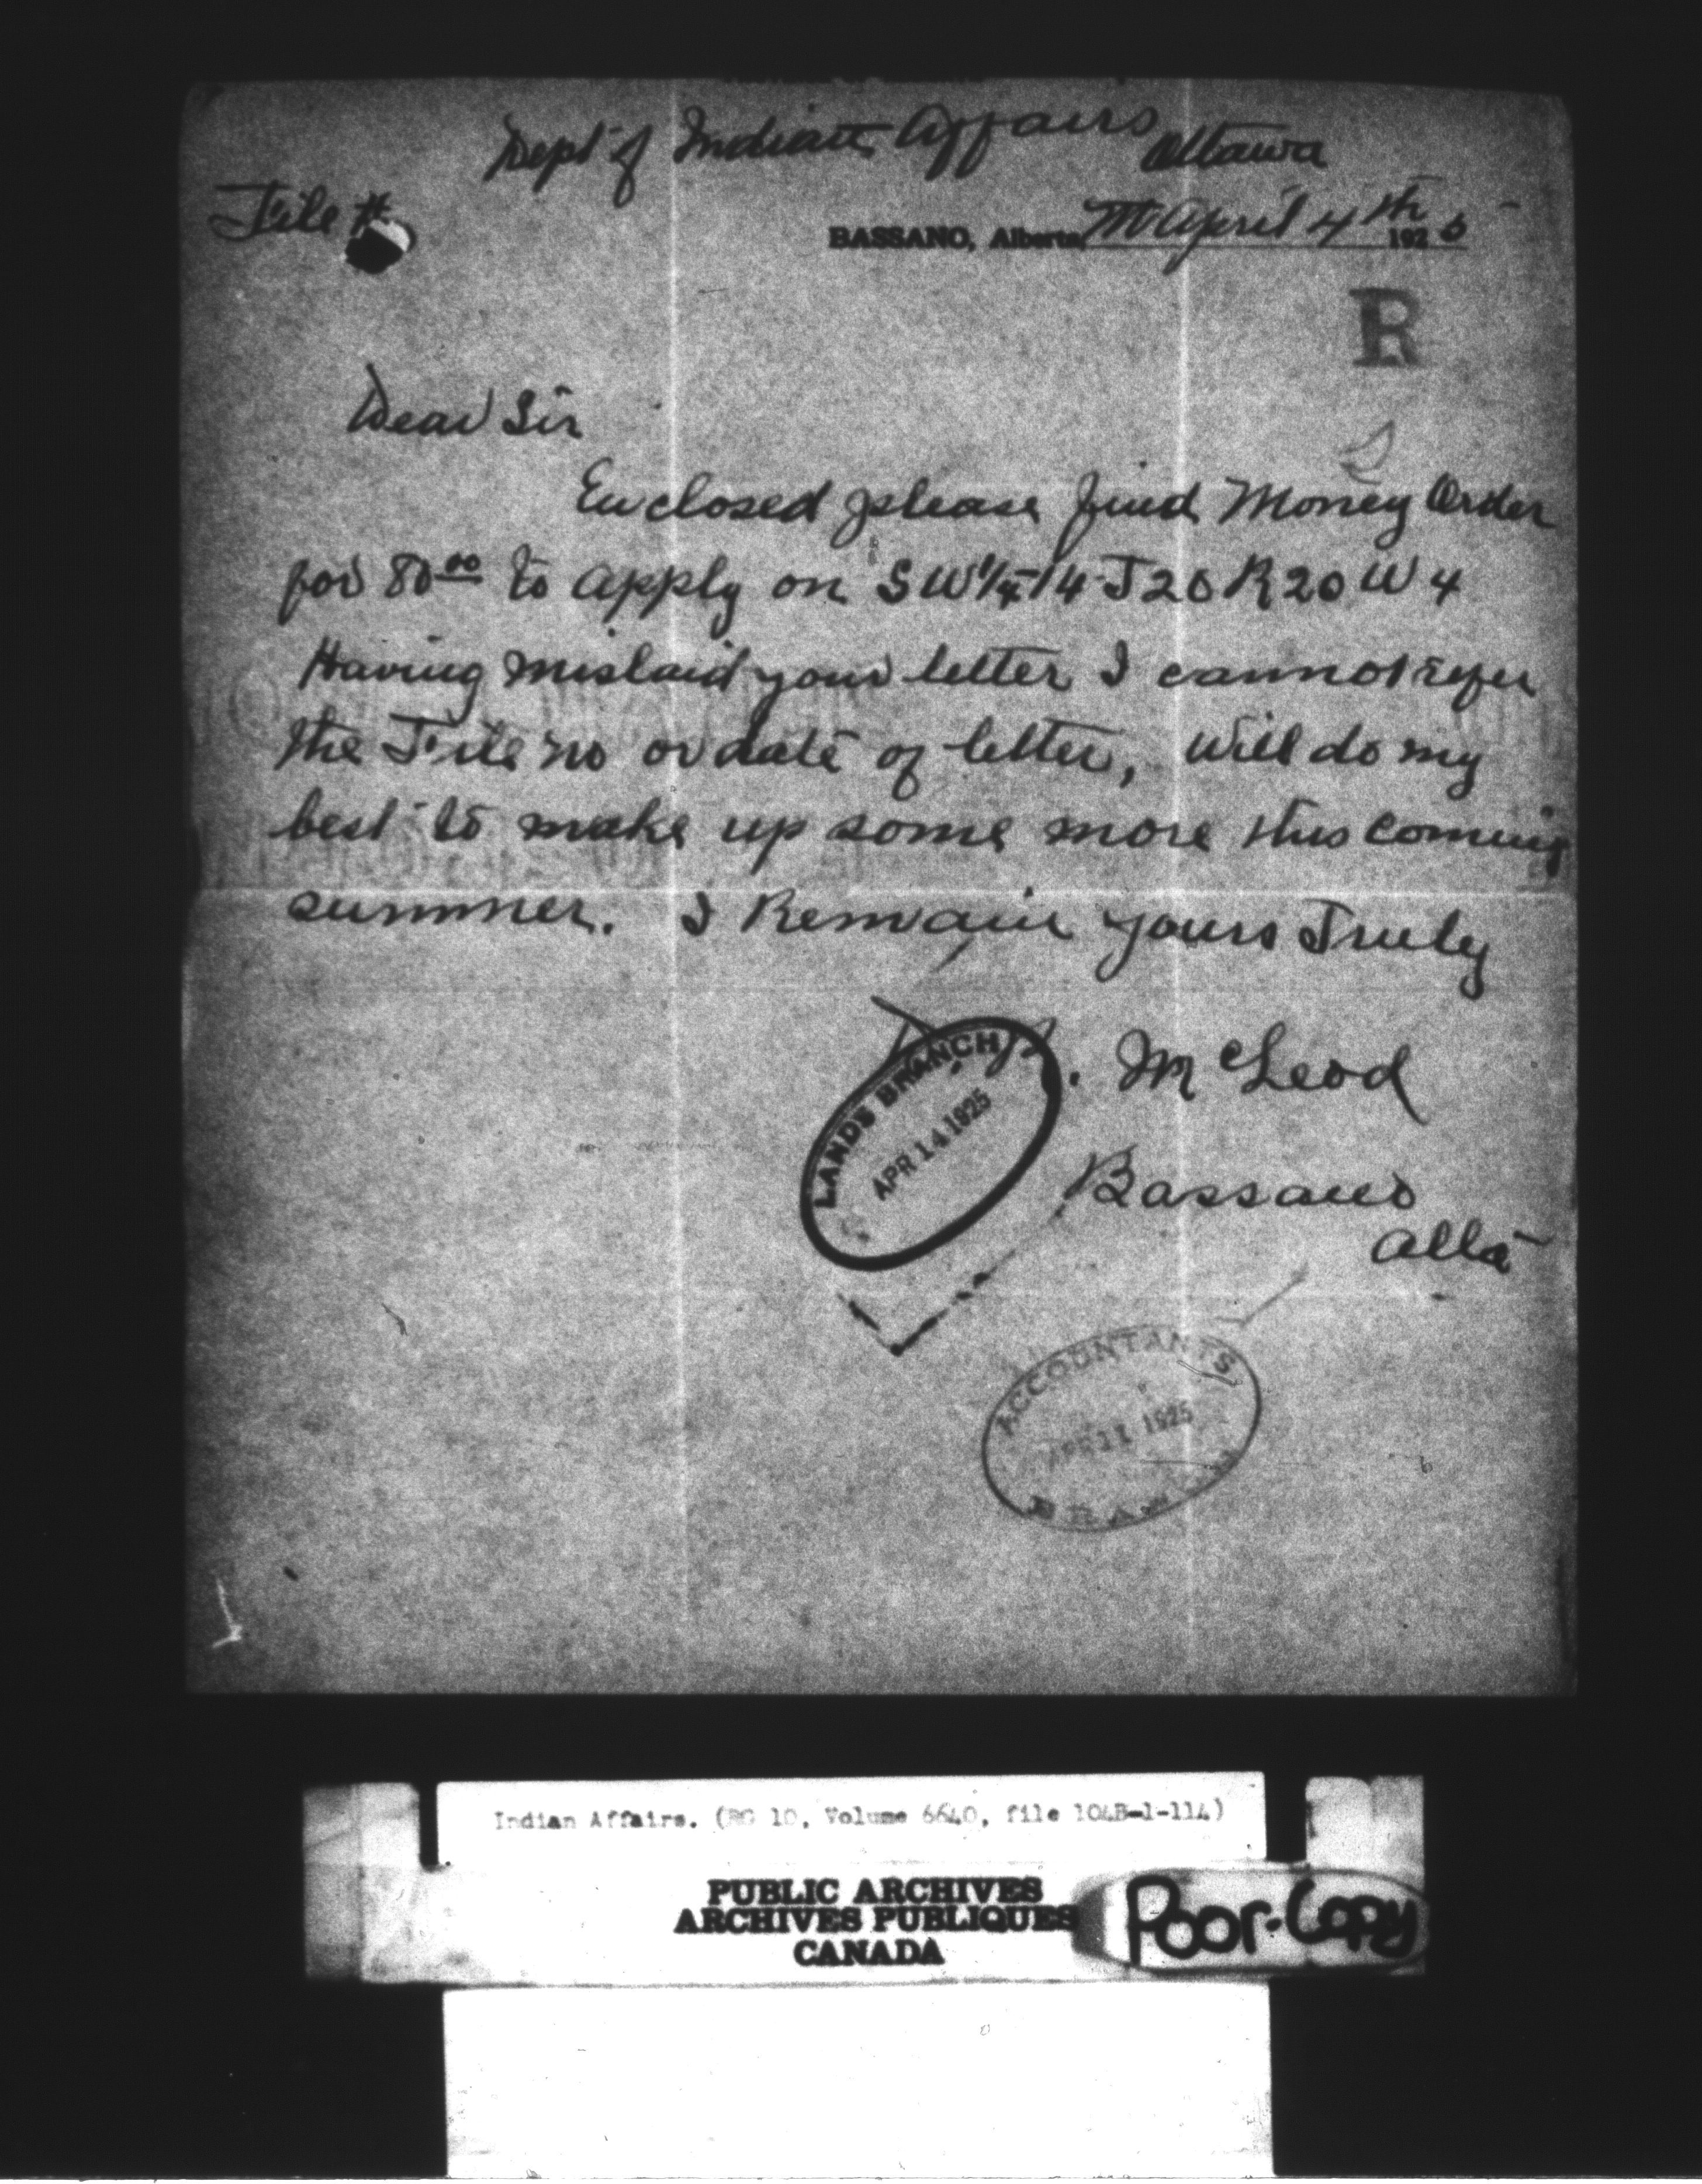 Dept of Indian Affairs Ottawa
File #
BASSANO, Alberta, April 4th 1925
R
Dear Sir
Enclosed please find Money Order
for 80 00 to apply on SW 1/4 14 T20 R20 W4
Having mislaid your letter I cannot refer
the File no or date of letter, Will do my
best to make up some more this coming
summer. I Remain yours Truly
McLeod
LANDS BRANCH
APR 14 1925
Bassano
Alta
ACCOUNTANTS
APR 11 1925
Indian Affairs. (RG 10, Volume 6640, file 104B-1-114)
PUBLIC ARCHIVES
ARCHIVES PUBLIQUES
CANADA
Poor-Copy